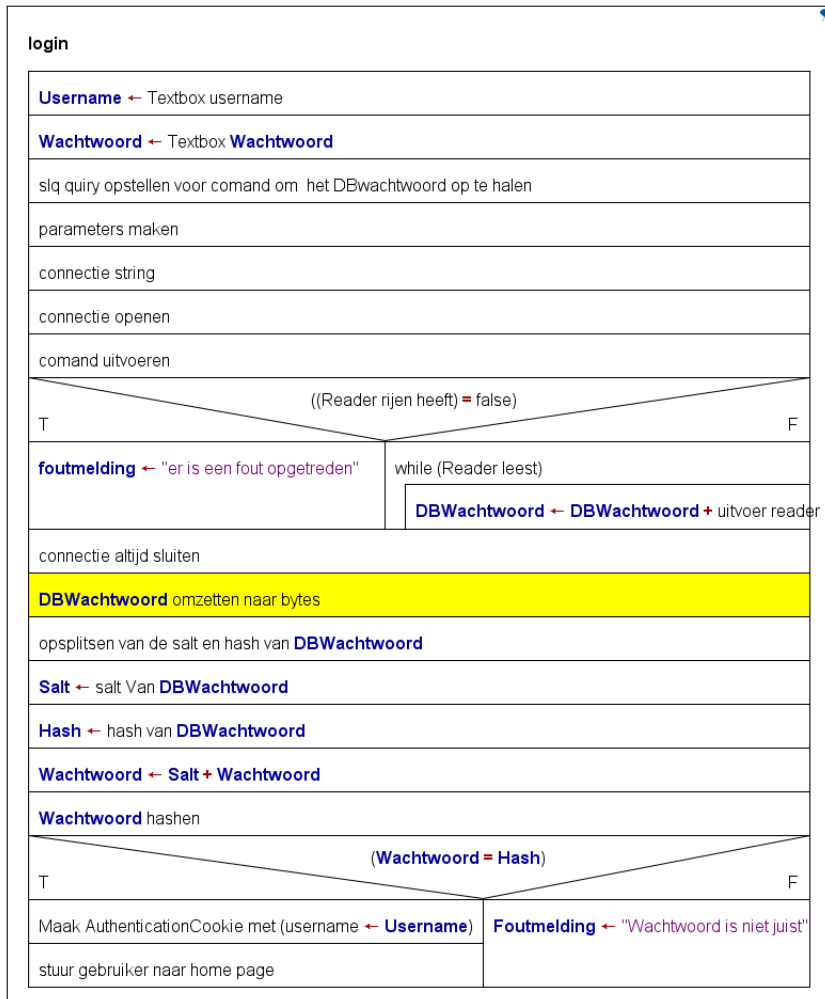 login
Username ← Textbox username
Wachtwoord ← Textbox Wachtwoord
slq quiry opstellen voor comand om het DBwachtwoord op te halen
parameters maken
connectie string
connectie openen
comand uitvoeren
((Reader rijen heeft) = false)
T F
foutmelding ← "er is een fout opgetreden"
while (Reader leest)
DBWachtwoord ← DBWachtwoord + uitvoer reader
connectie altijd sluiten
DBWachtwoord omzetten naar bytes
opsplitsen van de salt en hash van DBWachtwoord
Salt ← salt Van DBWachtwoord
Hash ← hash van DBWachtwoord
Wachtwoord ← Salt + Wachtwoord
Wachtwoord hashen
(Wachtwoord = Hash)
T F
Maak AuthenticationCookie met (username ← Username)
Foutmelding ← "Wachtwoord is niet juist"
stuur gebruiker naar home page